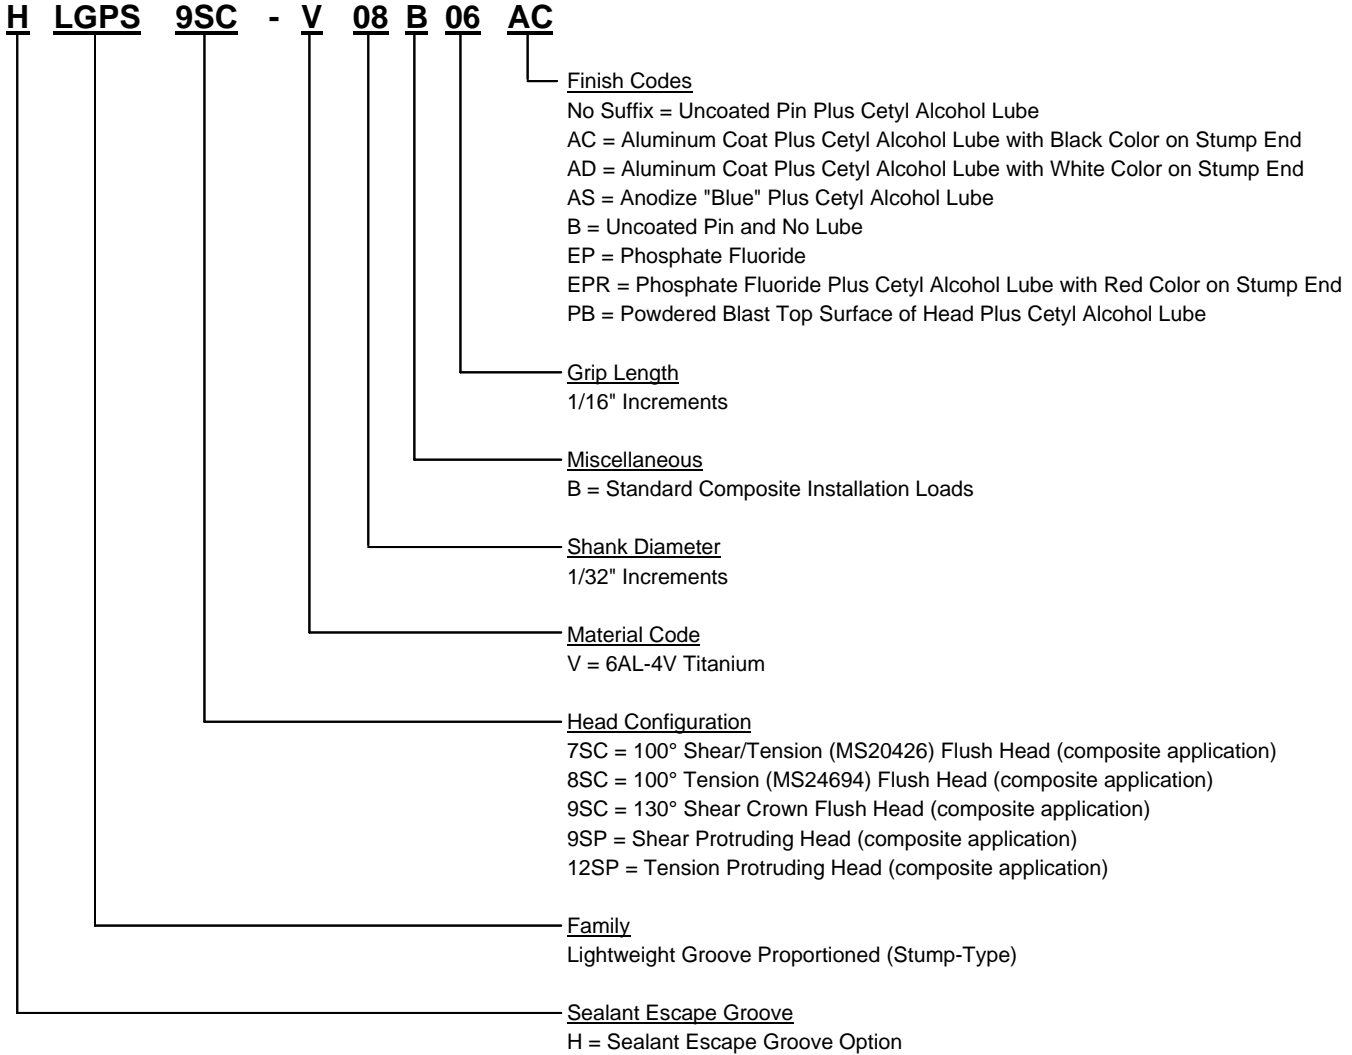 H LGPS 9SC - V 08 B 06 AC
Finish Codes
No Suffix = Uncoated Pin Plus Cetyl Alcohol Lube
AC = Aluminum Coat Plus Cetyl Alcohol Lube with Black Color on Stump End
AD = Aluminum Coat Plus Cetyl Alcohol Lube with White Color on Stump End
AS = Anodize "Blue" Plus Cetyl Alcohol Lube
B = Uncoated Pin and No Lube
EP = Phosphate Fluoride
EPR = Phosphate Fluoride Plus Cetyl Alcohol Lube with Red Color on Stump End
PB = Powdered Blast Top Surface of Head Plus Cetyl Alcohol Lube
Grip Length
1/16" Increments
Miscellaneous
B = Standard Composite Installation Loads
Shank Diameter
1/32" Increments
Material Code
V = 6AL-4V Titanium
Head Configuration
7SC = 100° Shear/Tension (MS20426) Flush Head (composite application)
8SC = 100° Tension (MS24694) Flush Head (composite application)
9SC = 130° Shear Crown Flush Head (composite application)
9SP = Shear Protruding Head (composite application)
12SP = Tension Protruding Head (composite application)
Family
Lightweight Groove Proportioned (Stump-Type)
Sealant Escape Groove
H = Sealant Escape Groove Option